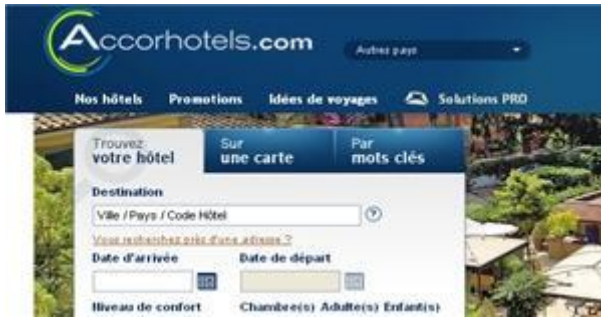 Accorhotels.com
Autres pays
Nos hôtels Promotions Idées de voyages Solutions PRO
Trouvez votre hôtel
Sur une carte
Par mots clés
Destination
Ville / Pays / Code Hôtel
Vous recherchez près d'une adresse ?
Date d'arrivée Date de départ
Niveau de confort Chambre(s) Adulte(s) Enfant(s)